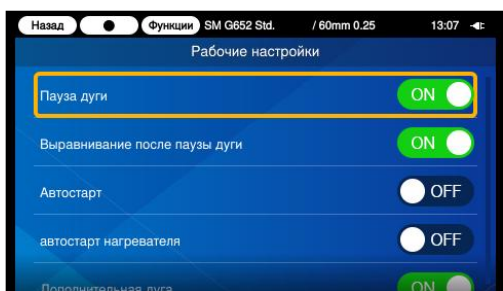 Назад Функции SM G652 Std. / 60mm 0.25 13:07
Рабочие настройки
Пауза дуги ON
Выравнивание после паузы дуги ON
Автостарт OFF
автостарт нагревателя OFF
Дополнительная дуга ON